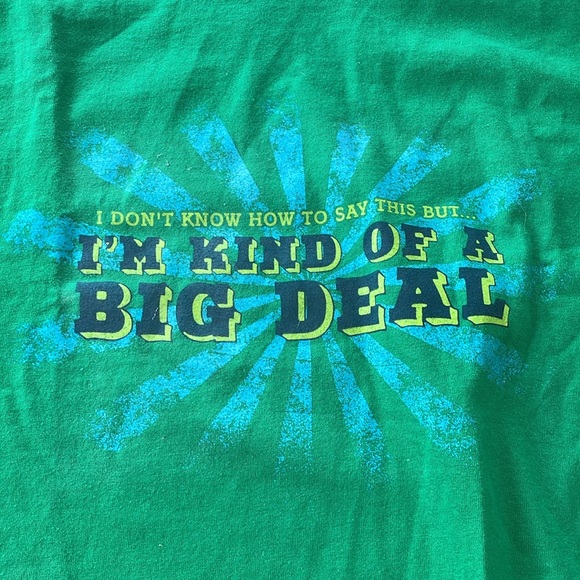 I DON'T KNOW HOW TO SAY THIS BUT...
I'M KIND OF A
BIG DEAL